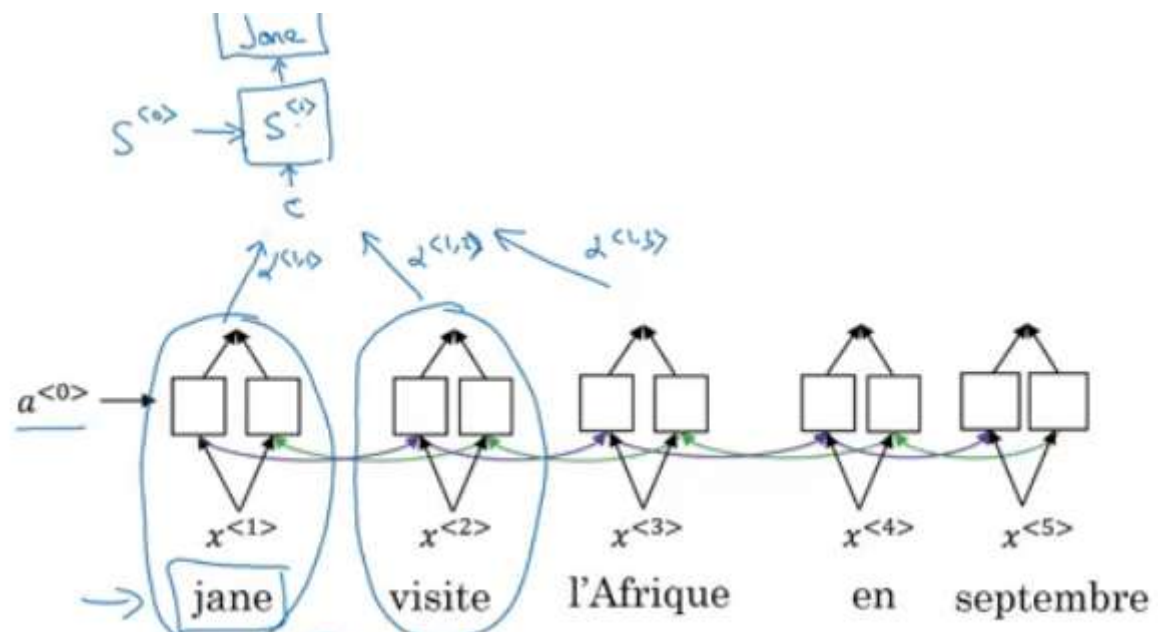 Jane
S<0> → S<1>
c
α<1,1> α<1,2> α<1,3>
a<0>
x<1> x<2> x<3> x<4> x<5>
jane visite l'Afrique en septembre